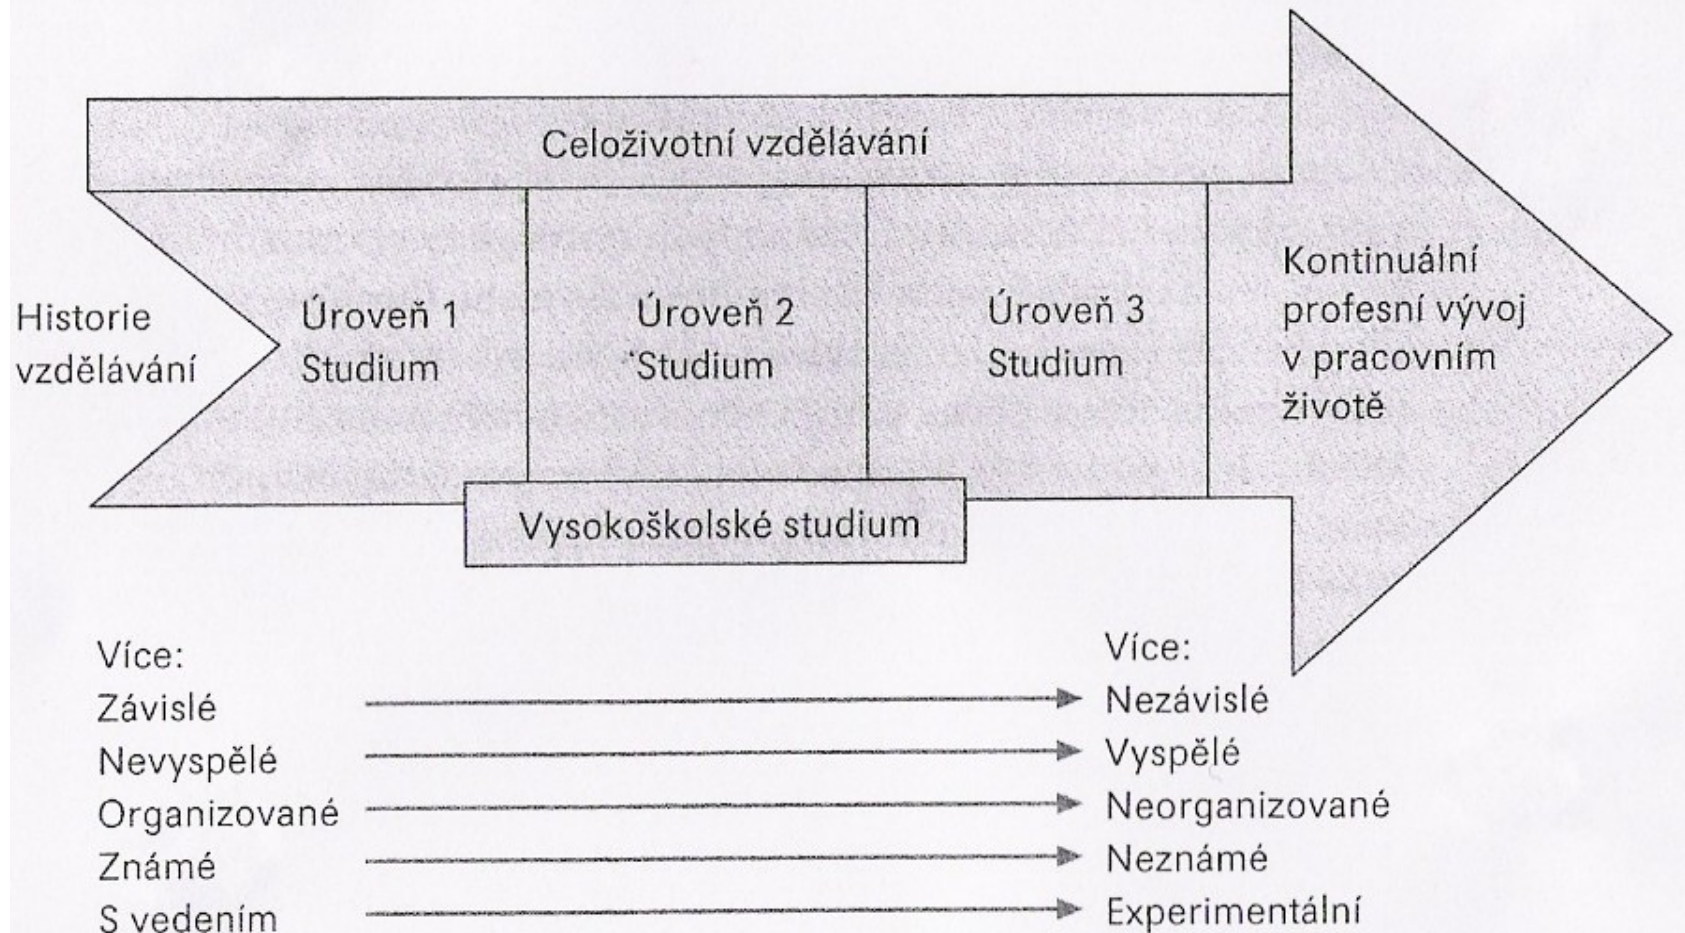 Celoživotní vzdělávání
Historie
vzdělávání
Úroveň 1
Studium
Úroveň 2
Studium
Úroveň 3
Studium
Kontinuální
profesní vývoj
v pracovním
životě
Vysokoškolské studium
Více:
Závislé
Nevyspělé
Organizované
Známé
S vedením
Více:
Nezávislé
Vyspělé
Neorganizované
Neznámé
Experimentální